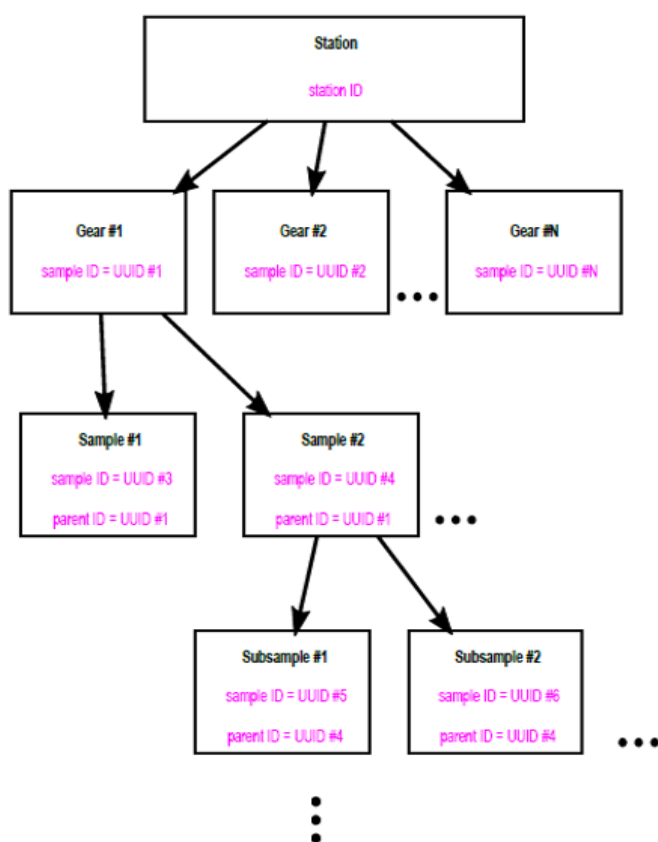 Station
station ID
Gear #1
sample ID = UUID #1
Gear #2
sample ID = UUID #2
Gear #N
sample ID = UUID #N
Sample #1
sample ID = UUID #3
parent ID = UUID #1
Sample #2
sample ID = UUID #4
parent ID = UUID #1
Subsample #1
sample ID = UUID #5
parent ID = UUID #4
Subsample #2
sample ID = UUID #6
parent ID = UUID #4